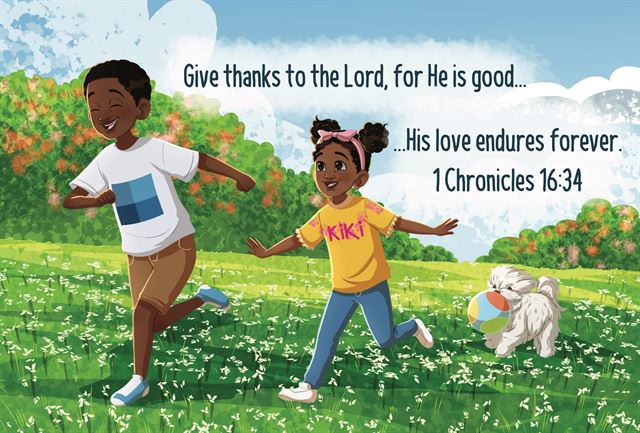 Give thanks to the Lord, for He is good...
...His love endures forever.
1 Chronicles 16:34
KiKi